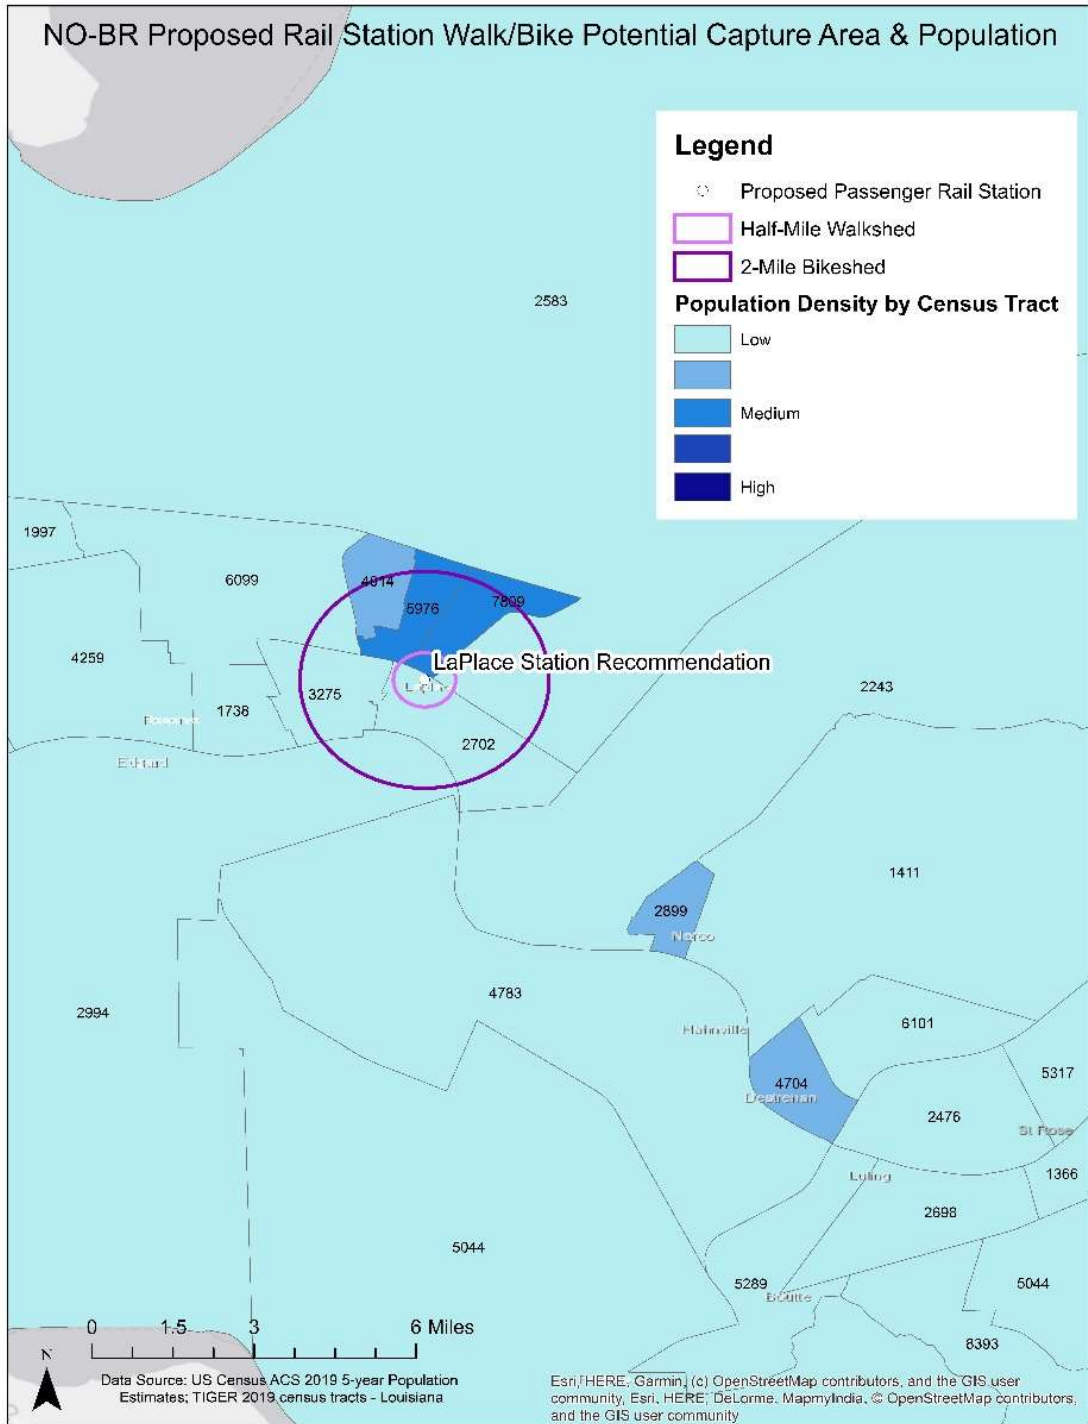 NO-BR Proposed Rail Station Walk/Bike Potential Capture Area & Population
Legend
Proposed Passenger Rail Station
Half-Mile Walkshed
2-Mile Bikeshed
Population Density by Census Tract
Low
Medium
High
2583
1997
6099
4614
5976
7809
4259
LaPlace Station Recommendation
3275
1738
2702
2243
1411
2899
Norco
4783
2994
Hahnville
6101
5317
4704
Destrehan
2476
St Rose
Luling
1366
2698
5044
5289
Boutte
5044
8393
0 1.5 3 6 Miles
N
Data Source: US Census ACS 2019 5-year Population
Estimates; TIGER 2019 census tracts - Louisiana
Esri, HERE, Garmin, (c) OpenStreetMap contributors, and the GIS user
community, Esri, HERE, DeLorme, MapmyIndia, © OpenStreetMap contributors,
and the GIS user community